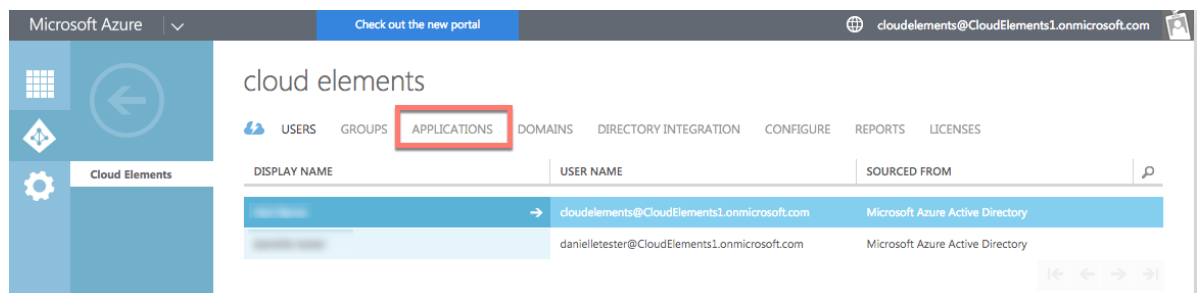 Microsoft Azure Check out the new portal cloudelements@CloudElements1.onmicrosoft.com
cloud elements
USERS GROUPS APPLICATIONS DOMAINS DIRECTORY INTEGRATION CONFIGURE REPORTS LICENSES
Cloud Elements
DISPLAY NAME USER NAME SOURCED FROM
cloudelements@CloudElements1.onmicrosoft.com Microsoft Azure Active Directory
danielletester@CloudElements1.onmicrosoft.com Microsoft Azure Active Directory